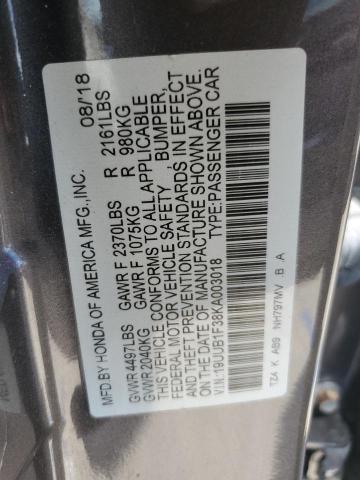 MFD BY HONDA OF AMERICA MFG.,INC. 08/'18
GVWR 4497LBS GAWR F 2370LBS R 2161LBS
GVWR 2040KG GAWR F 1075KG R 980KG
THIS VEHICLE CONFORMS TO ALL APPLICABLE
FEDERAL MOTOR VEHICLE SAFETY, BUMPER,
AND THEFT PREVENTION STANDARDS IN EFFECT
ON THE DATE OF MANUFACTURE SHOWN ABOVE.
V.I.N:19UUB1F38KA003018 TYPE:PASSENGER CAR
TZ4 K AB9 NH797MV .B .A